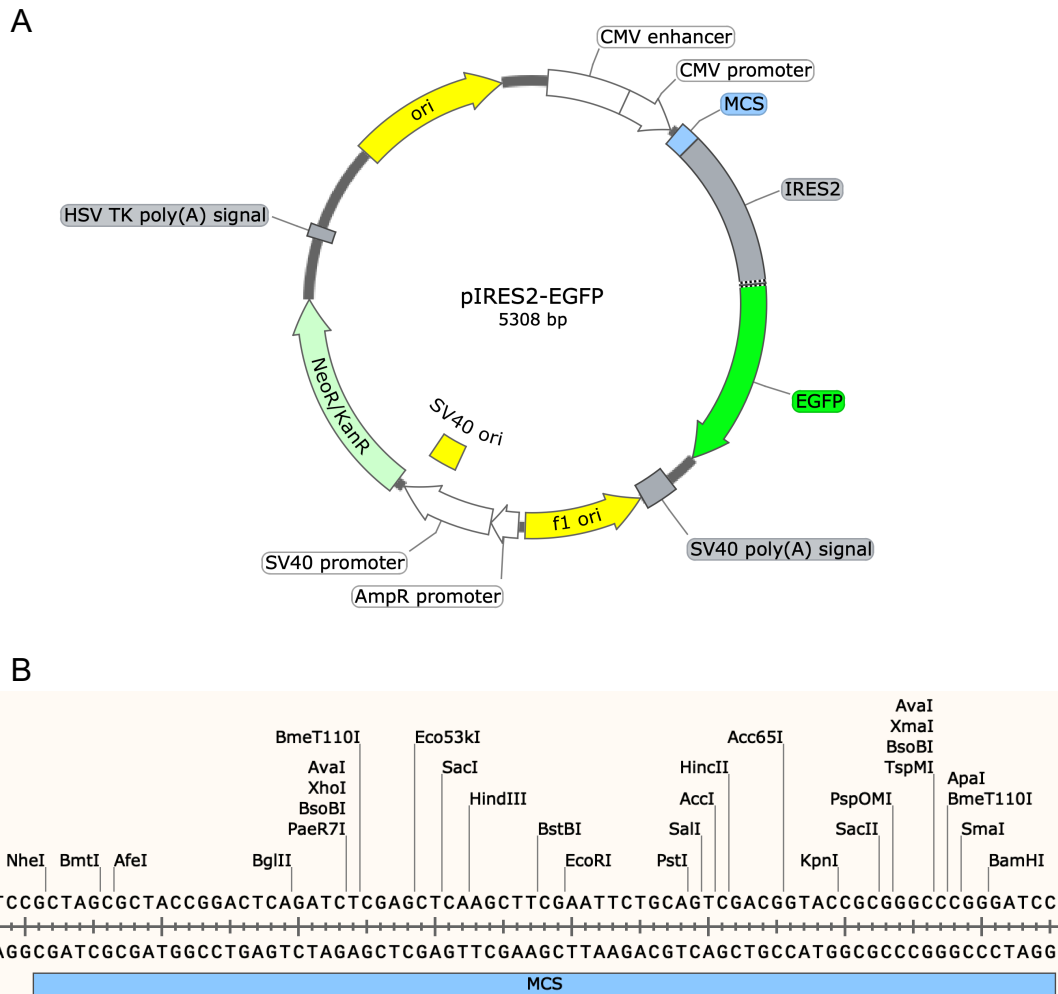 A
CMV enhancer
CMV promoter
MCS
ori
IRES2
HSV TK poly(A) signal
pIRES2-EGFP
5308 bp
NeoR/KanR
SV40 ori
EGFP
f1 ori
SV40 poly(A) signal
SV40 promoter
AmpR promoter
B
AvaI
XmaI
BmeT110I Eco53kI Acc65I BsoBI
AvaI SacI HincII TspMI
XhoI ApaI
BsoBI HindIII AccI PspOMI BmeT110I
PaeR7I BstBI SalI SacII SmaI
NheI BmtI AfeI BglII EcoRI PstI KpnI BamHI
TCCGCTAGCGCTACCGGACTCAGATCTCGAGCTCAAGCTTCGAATTCTGCAGTCGACGGTACCGCGGGCCCGGGATCC
AGGCGATCGCGATGGCCTGAGTCTAGAGCTCGAGTTCGAAGCTTAAGACGTCAGCTGCCATGGCGCCCGGGCCCTAGG
MCS